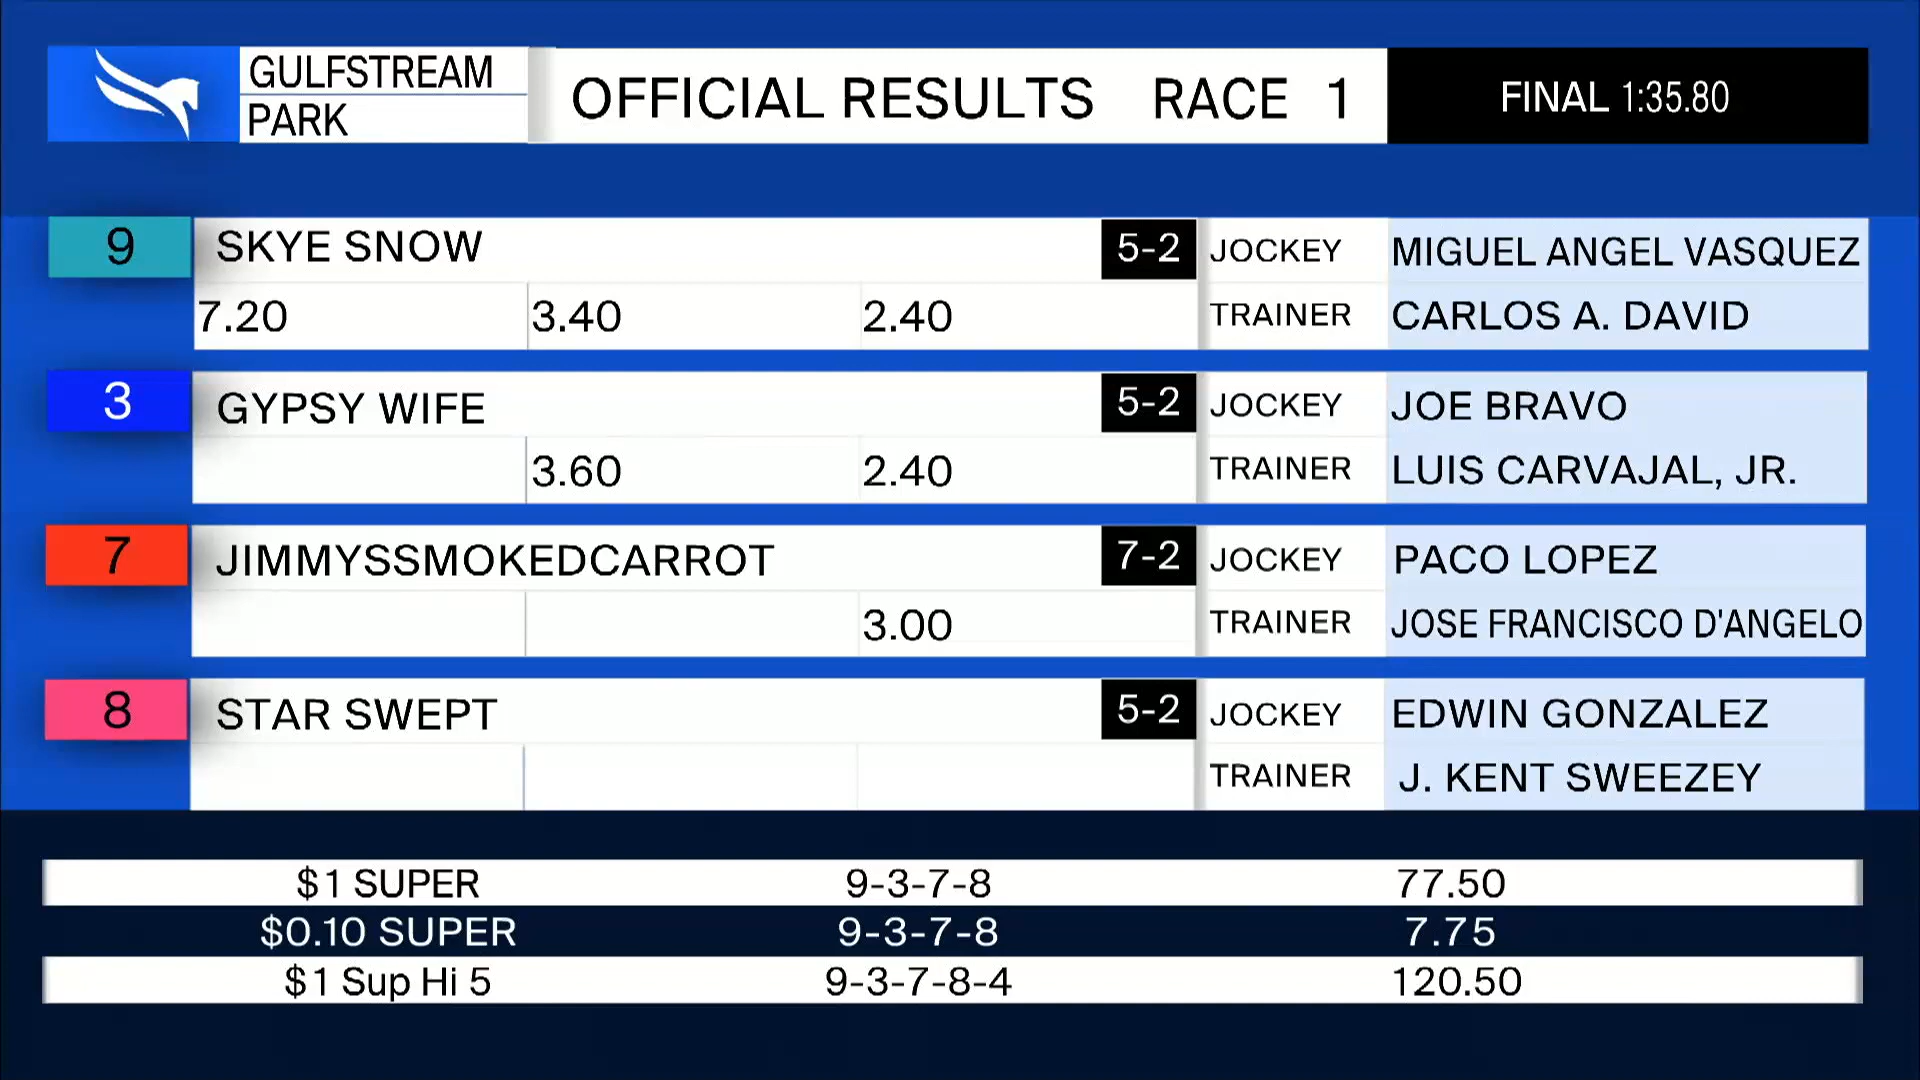 GULFSTREAM
PARK
OFFICIAL RESULTS RACE 1
FINAL 1:35.80
9 SKYE SNOW 5-2 JOCKEY MIGUEL ANGEL VASQUEZ
7.20 3.40 2.40 TRAINER CARLOS A. DAVID
3 GYPSY WIFE 5-2 JOCKEY JOE BRAVO
3.60 2.40 TRAINER LUIS CARVAJAL, JR.
7 JIMMYSSMOKEDCARROT 7-2 JOCKEY PACO LOPEZ
3.00 TRAINER JOSE FRANCISCO D'ANGELO
8 STAR SWEPT 5-2 JOCKEY EDWIN GONZALEZ
TRAINER J. KENT SWEEZEY
$1 SUPER 9-3-7-8 77.50
$0.10 SUPER 9-3-7-8 7.75
$1 Sup Hi 5 9-3-7-8-4 120.50